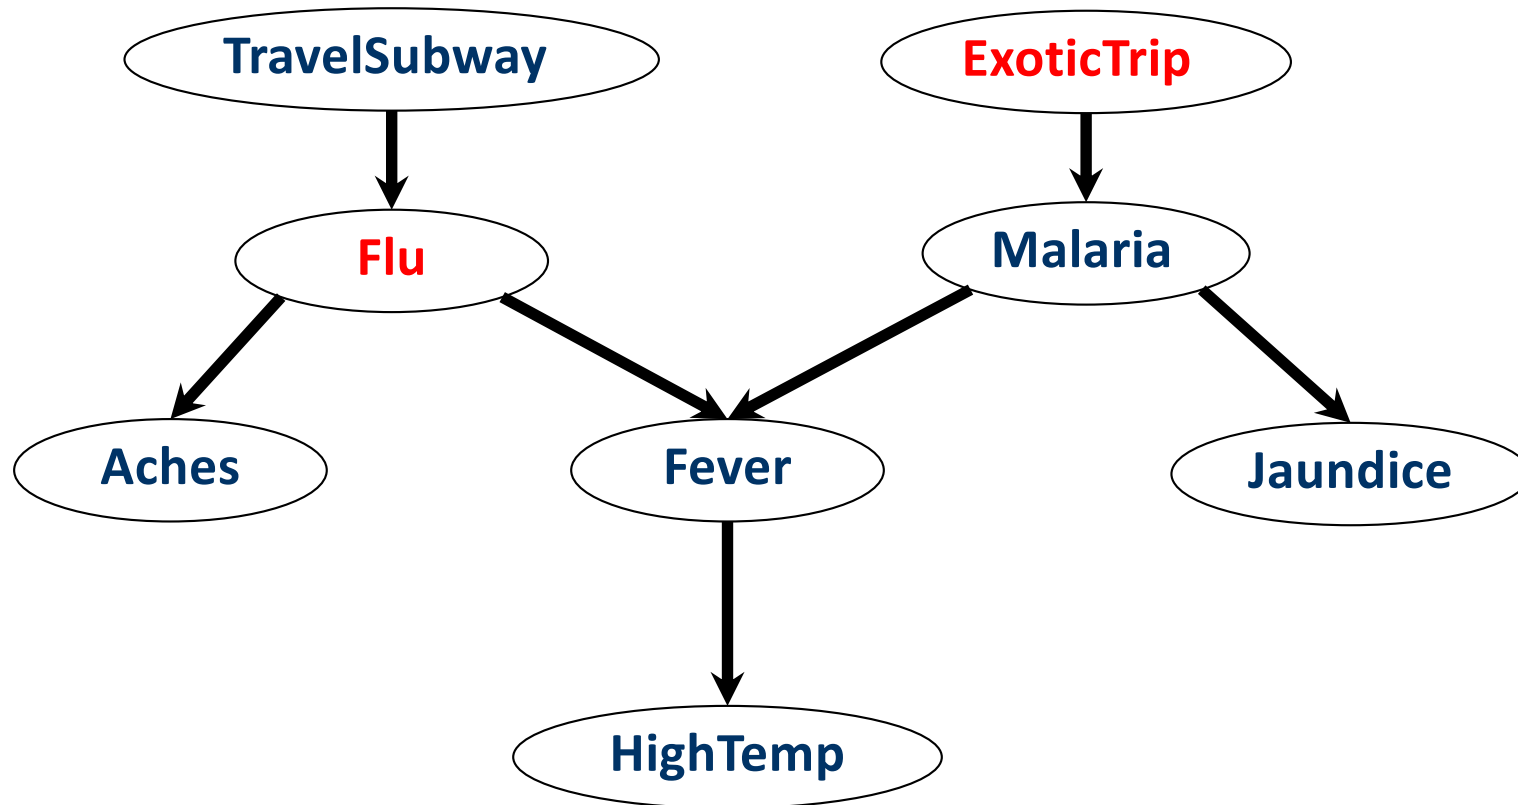 TravelSubway
ExoticTrip
Flu
Malaria
Aches
Fever
Jaundice
HighTemp